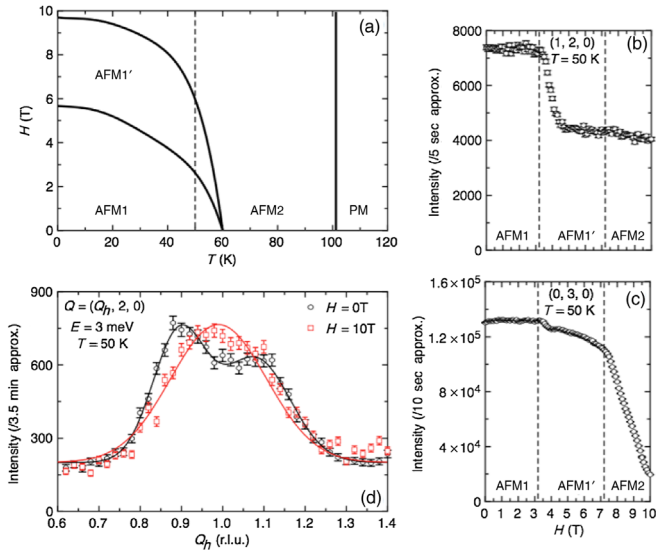 (a)
10
8
6
4
2
0
H (T)
AFM1′
AFM1
AFM2
PM
0 20 40 60 80 100 120
T (K)
(b)
(1, 2, 0)
T = 50 K
8000
6000
4000
2000
Intensity (/5 sec approx.)
AFM1 AFM1′ AFM2
(c)
(0, 3, 0)
T = 50 K
1.6×10⁵
1.2×10⁵
8×10⁴
4×10⁴
0
Intensity (/10 sec approx.)
AFM1 AFM1′ AFM2
0 1 2 3 4 5 6 7 8 9 10
H (T)
Q = (Qh, 2, 0)
E = 3 meV
T = 50 K
H = 0T
H = 10T
900
600
300
0
Intensity (/3.5 min approx.)
(d)
0.6 0.7 0.8 0.9 1.0 1.1 1.2 1.3 1.4
Qh (r.l.u.)